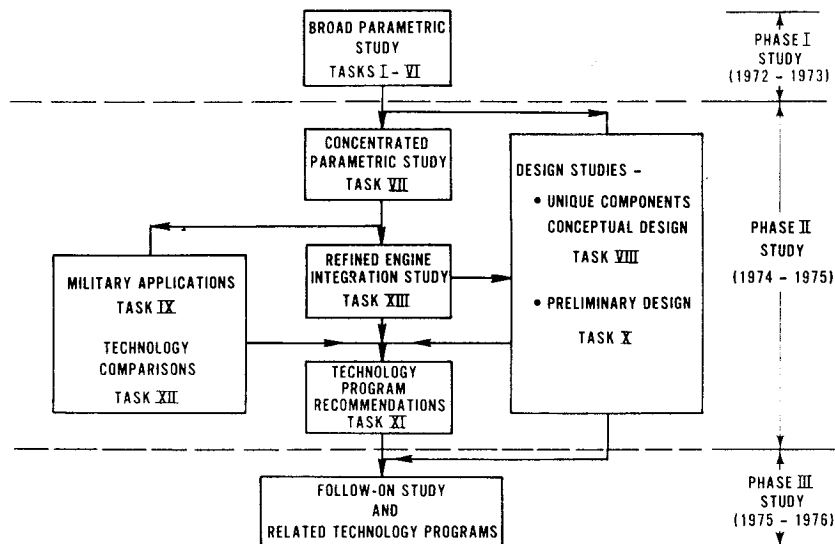 BROAD PARAMETRIC
STUDY
TASKS I - VI
PHASE I
STUDY
(1972 - 1973)
CONCENTRATED
PARAMETRIC STUDY
TASK VII
DESIGN STUDIES -
• UNIQUE COMPONENTS
CONCEPTUAL DESIGN
TASK VIII
• PRELIMINARY DESIGN
TASK X
PHASE II
STUDY
(1974 - 1975)
MILITARY APPLICATIONS
TASK IX
TECHNOLOGY
COMPARISONS
TASK XII
REFINED ENGINE
INTEGRATION STUDY
TASK XIII
TECHNOLOGY
PROGRAM
RECOMMENDATIONS
TASK XI
FOLLOW-ON STUDY
AND
RELATED TECHNOLOGY PROGRAMS
PHASE III
STUDY
(1975 - 1976)